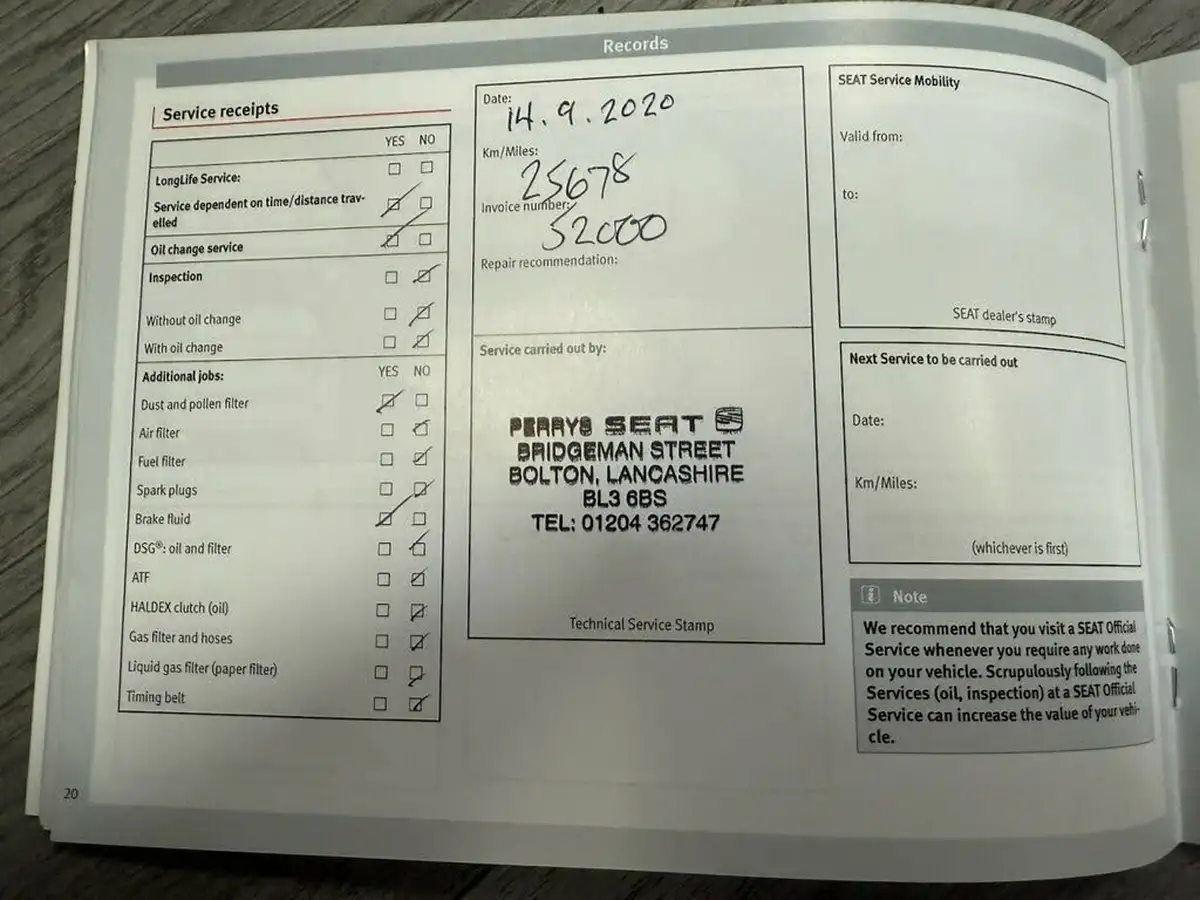 Records
Service receipts
YES NO
LongLife Service:
Service dependent on time/distance trav-
elled
Oil change service
Inspection
Without oil change
With oil change
Additional jobs: YES NO
Dust and pollen filter
Air filter
Fuel filter
Spark plugs
Brake fluid
DSG®: oil and filter
ATF
HALDEX clutch (oil)
Gas filter and hoses
Liquid gas filter (paper filter)
Timing belt
20
Date:
14.9.2020
Km/Miles:
25678
Invoice number:
52000
Repair recommendation:
Service carried out by:
PERRYS SEAT
BRIDGEMAN STREET
BOLTON, LANCASHIRE
BL3 6BS
TEL: 01204 362747
Technical Service Stamp
SEAT Service Mobility
Valid from:
to:
SEAT dealer's stamp
Next Service to be carried out
Date:
Km/Miles:
(whichever is first)
Note
We recommend that you visit a SEAT Official
Service whenever you require any work done
on your vehicle. Scrupulously following the
Services (oil, inspection) at a SEAT Official
Service can increase the value of your vehi-
cle.